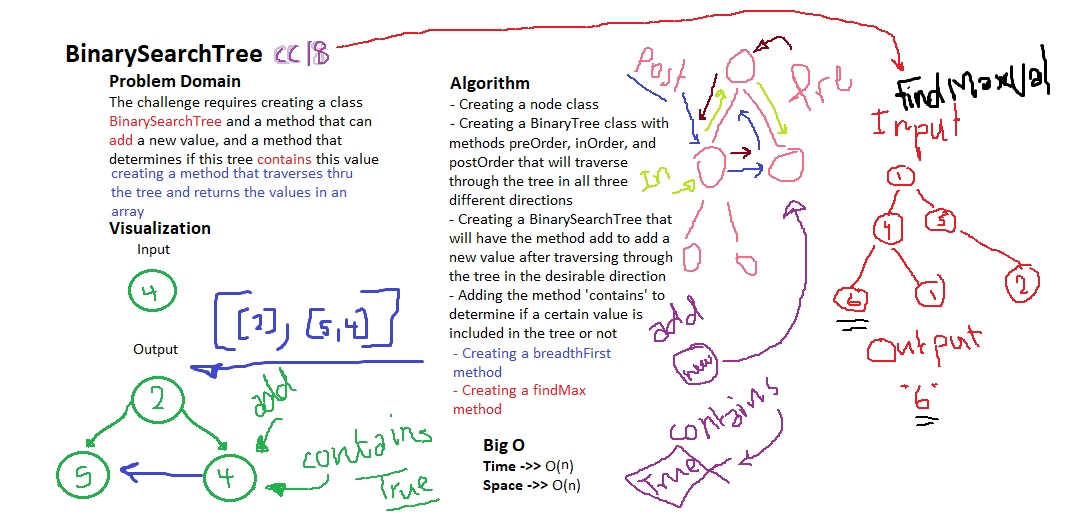 BinarySearchTree CC18
Problem Domain
The challenge requires creating a class
BinarySearchTree and a method that can
add a new value, and a method that
determines if this tree contains this value
creating a method that traverses thru
the tree and returns the values in an
array
Visualization
Input
4
[[2], [5,4]]
Output
2
add
5
4
contains
True
Algorithm
- Creating a node class
- Creating a BinaryTree class with
methods preOrder, inOrder, and
postOrder that will traverse
through the tree in all three
different directions
- Creating a BinarySearchTree that
will have the method add to add a
new value after traversing through
the tree in the desirable direction
- Adding the method 'contains' to
determine if a certain value is
included in the tree or not
- Creating a breadthFirst
method
- Creating a findMax
method
Big O
Time ->> O(n)
Space ->> O(n)
Post
Pre
In
add
new
contains
True
findMaxVal
Input
1
4
5
6
1
2
Output
"6"